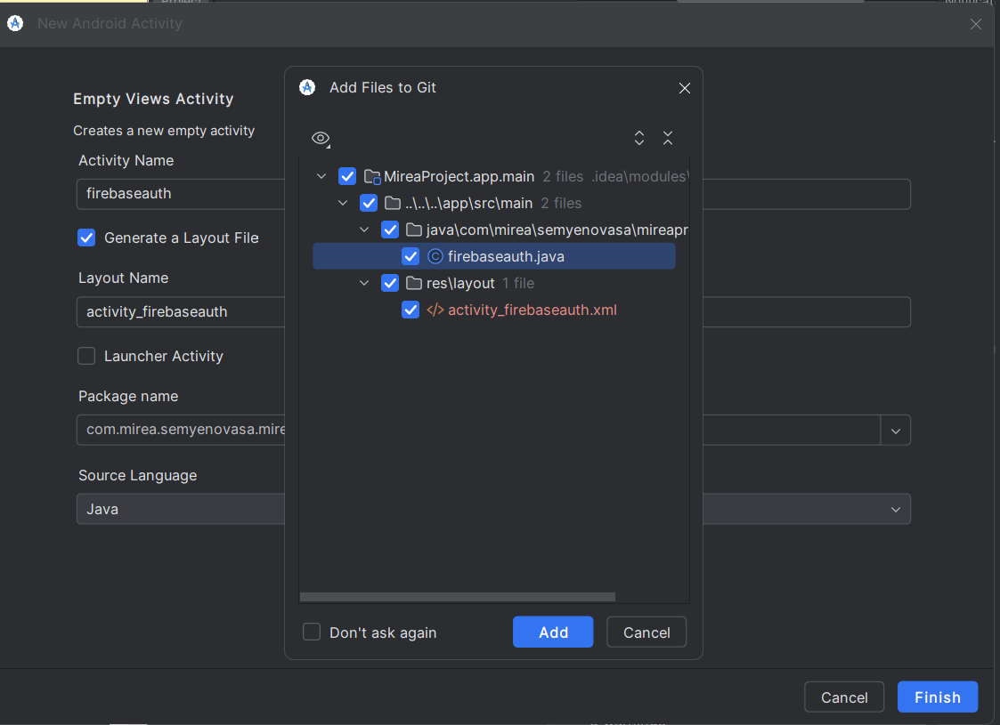 New Android Activity
Add Files to Git
Empty Views Activity
Creates a new empty activity
Activity Name
firebaseauth
Generate a Layout File
Layout Name
activity_firebaseauth
Launcher Activity
Package name
com.mirea.semyenovasa.mire
Source Language
Java
MireaProject.app.main 2 files .idea\modules\
..\..\..\app\src\main 2 files
java\com\mirea\semyenovasa\mireapr
firebaseauth.java
res\layout 1 file
activity_firebaseauth.xml
Don't ask again
Add
Cancel
Cancel
Finish